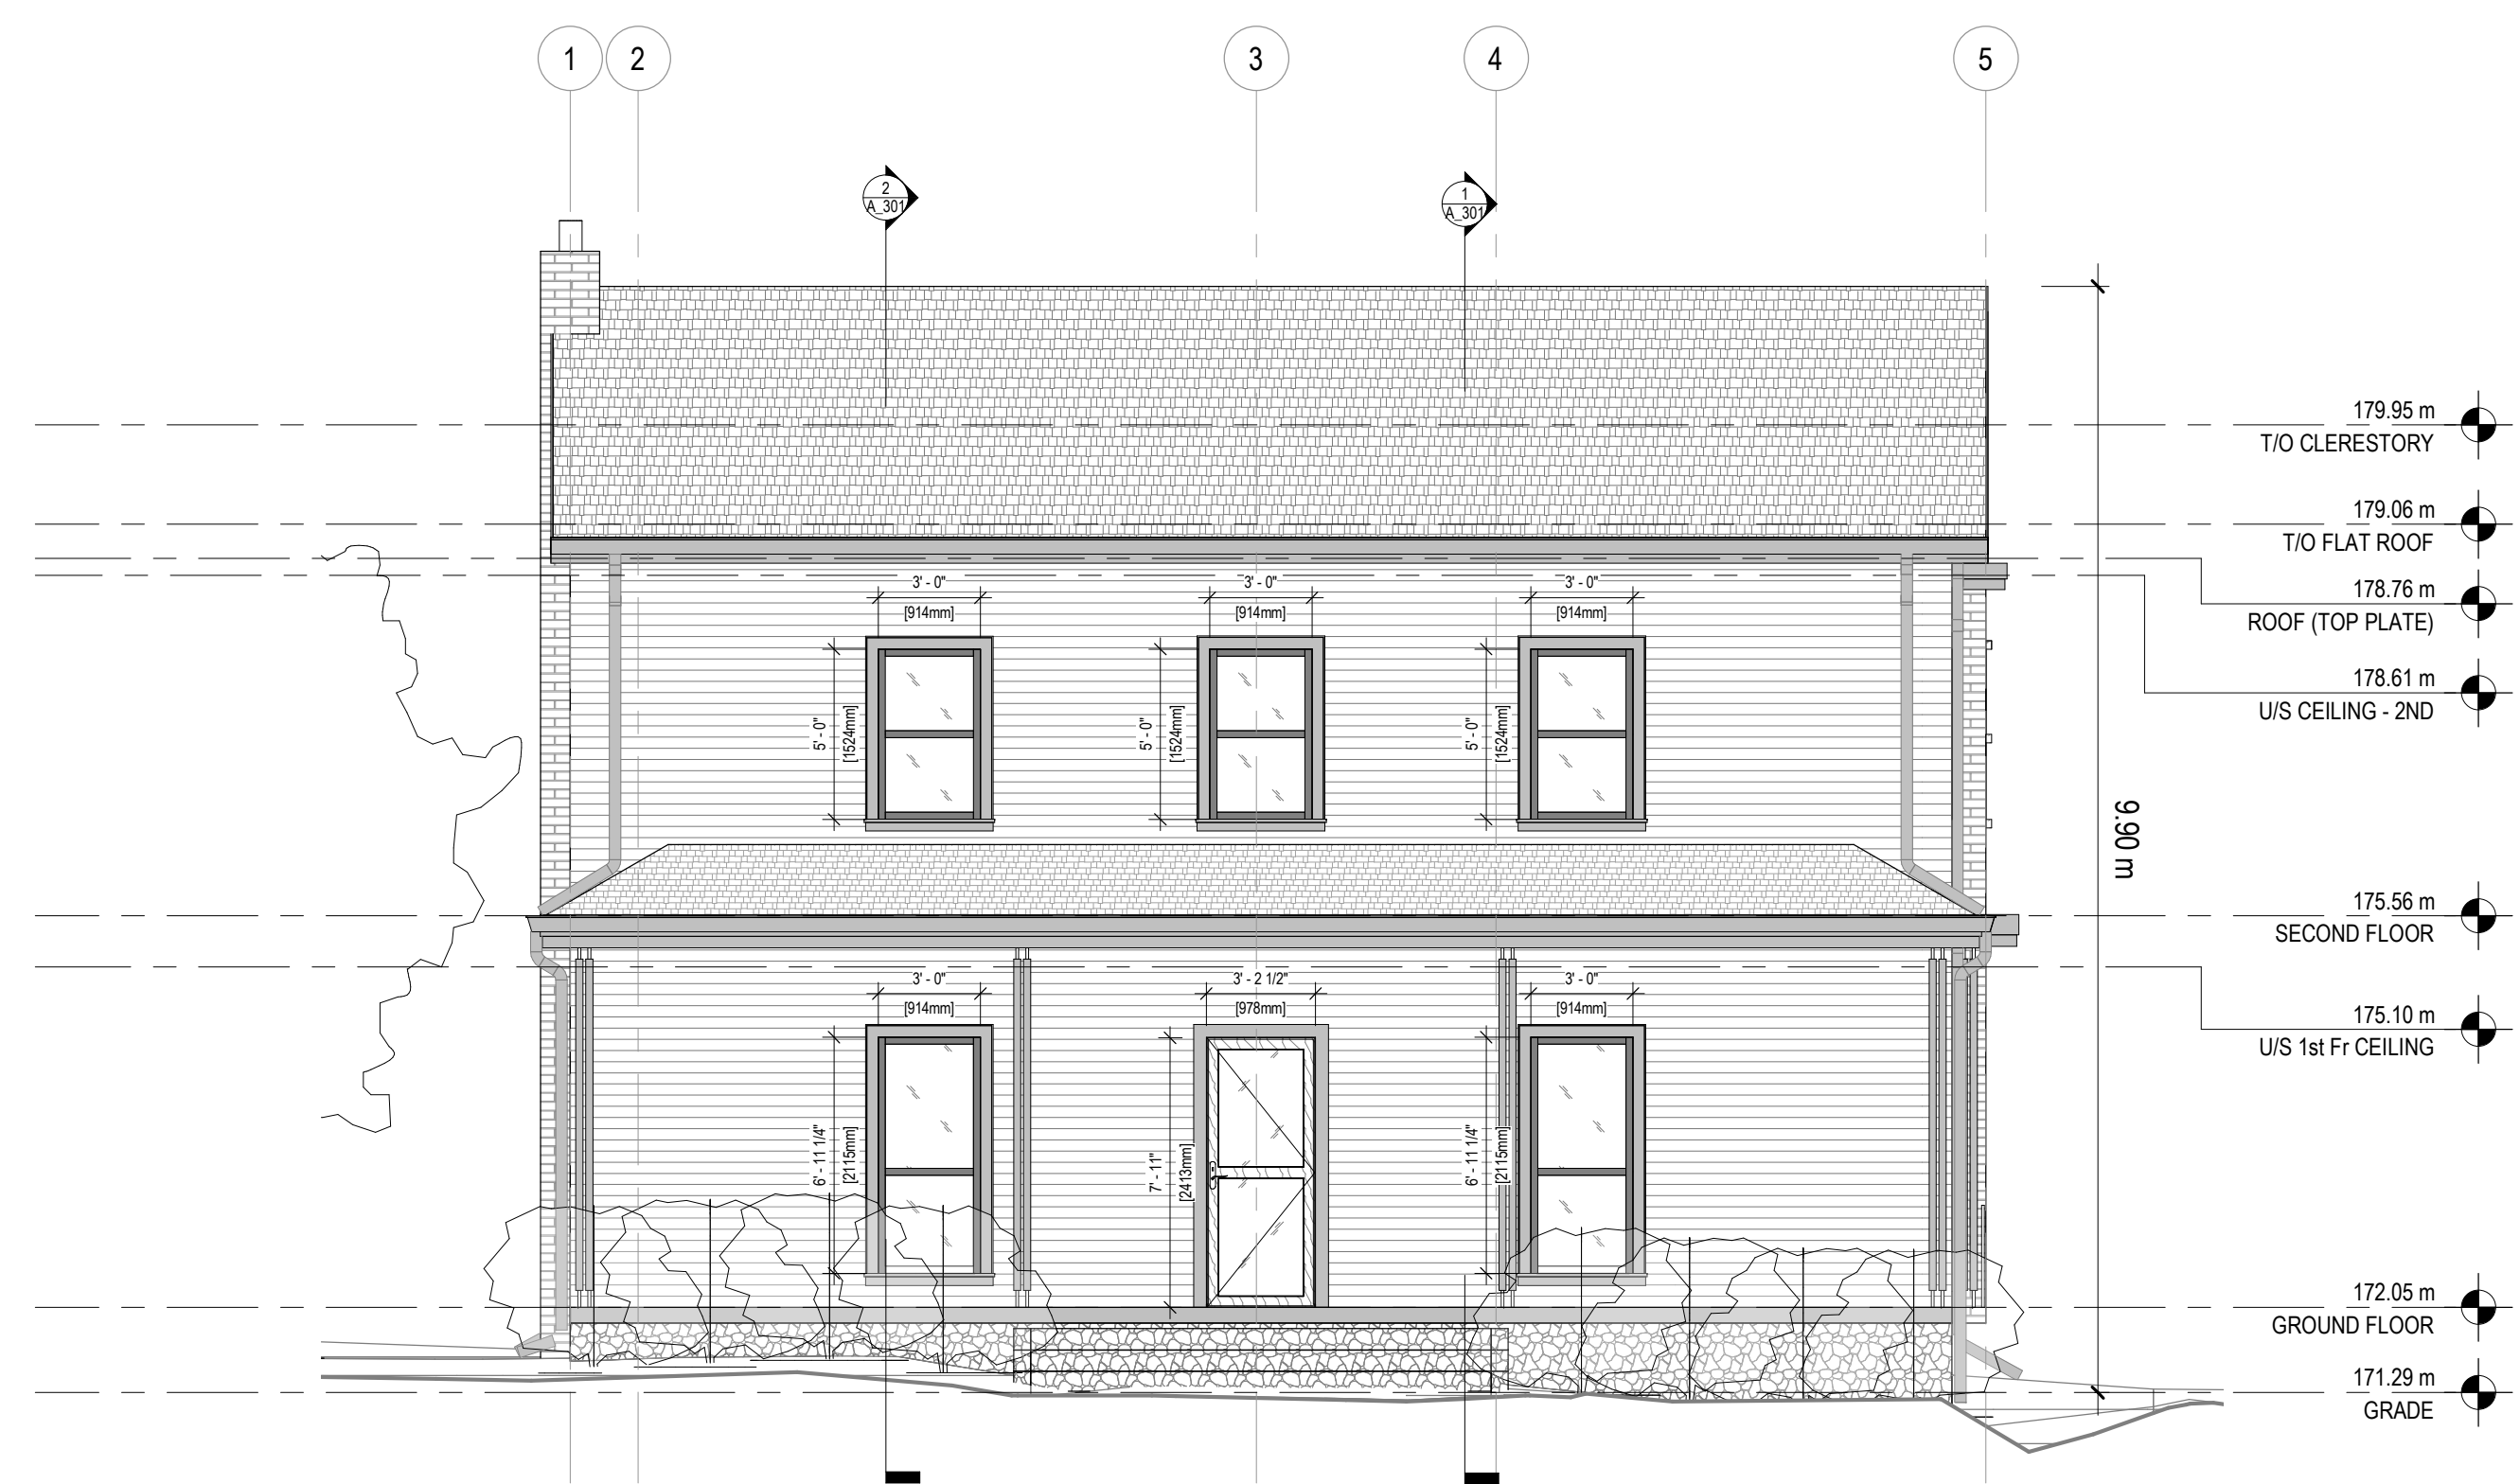 1 2 3 4 5
2
A_301
1
A_301
179.95 m
T/O CLERESTORY
179.06 m
T/O FLAT ROOF
178.76 m
ROOF (TOP PLATE)
178.61 m
U/S CEILING - 2ND
3' - 0"
[914mm]
3' - 0"
[914mm]
3' - 0"
[914mm]
5' - 0"
[1524mm]
5' - 0"
[1524mm]
5' - 0"
[1524mm]
9.90 m
175.56 m
SECOND FLOOR
175.10 m
U/S 1st Fr CEILING
3' - 0"
[914mm]
3' - 2 1/2"
[978mm]
3' - 0"
[914mm]
6' - 11 1/4"
[2115mm]
7' - 11"
[2413mm]
6' - 11 1/4"
[2115mm]
172.05 m
GROUND FLOOR
171.29 m
GRADE